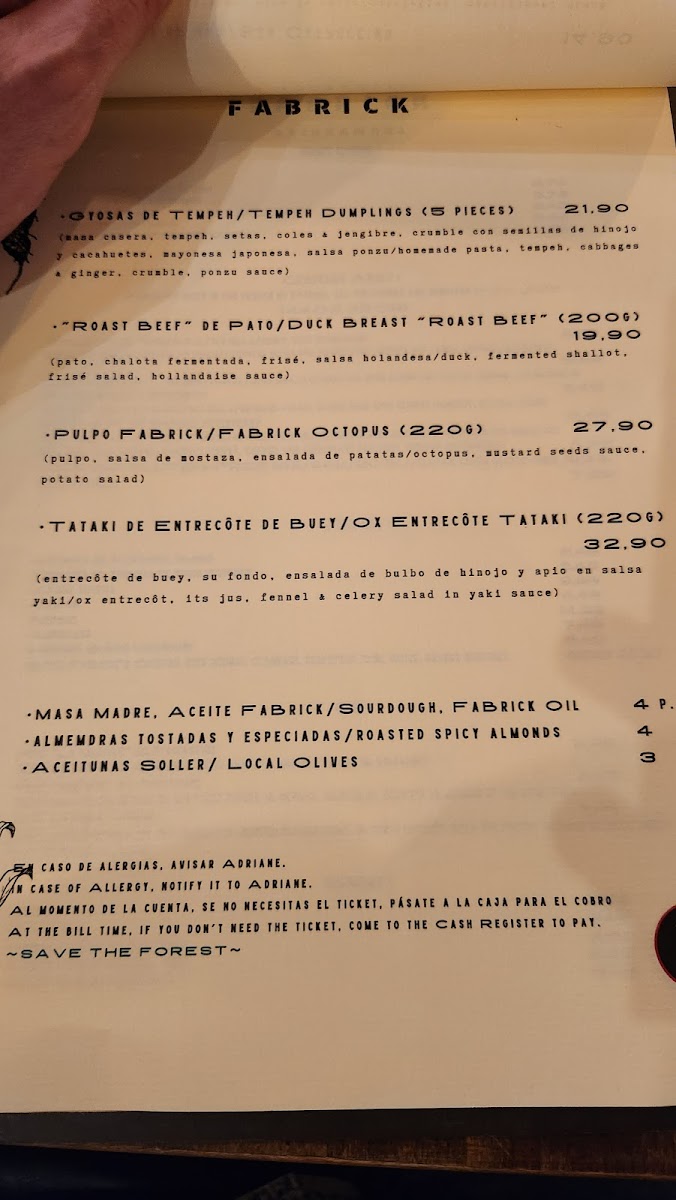 FABRICK
·GYOSAS DE TEMPEH/TEMPEH DUMPLINGS (5 PIECES) 21,90
(masa casera, tempeh, setas, coles & jengibre, crumble con semillas de hinojo
y cacahuetes, mayonesa japonesa, salsa ponzu/homemade pasta, tempeh, cabbages
& ginger, crumble, ponzu sauce)
·"ROAST BEEF" DE PATO/DUCK BREAST "ROAST BEEF" (200G)
19,90
(pato, chalota fermentada, frisé, salsa holandesa/duck, fermented shallot,
frisé salad, hollandaise sauce)
·PULPO FABRICK/FABRICK OCTOPUS (220G) 27,90
(pulpo, salsa de mostaza, ensalada de patatas/octopus, mustard seeds sauce,
potato salad)
·TATAKI DE ENTRECÔTE DE BUEY/OX ENTRECÔTE TATAKI (220G)
32,90
(entrecôte de buey, su fondo, ensalada de bulbo de hinojo y apio en salsa
yaki/ox entrecôt, its jus, fennel & celery salad in yaki sauce)
·MASA MADRE, ACEITE FABRICK/SOURDOUGH, FABRICK OIL 4 P.
·ALMEMDRAS TOSTADAS Y ESPECIADAS/ROASTED SPICY ALMONDS 4
·ACEITUNAS SOLLER/ LOCAL OLIVES 3
EN CASO DE ALERGIAS, AVISAR ADRIANE.
IN CASE OF ALLERGY, NOTIFY IT TO ADRIANE.
AL MOMENTO DE LA CUENTA, SE NO NECESITAS EL TICKET, PÁSATE A LA CAJA PARA EL COBRO
AT THE BILL TIME, IF YOU DON'T NEED THE TICKET, COME TO THE CASH REGISTER TO PAY.
~SAVE THE FOREST~